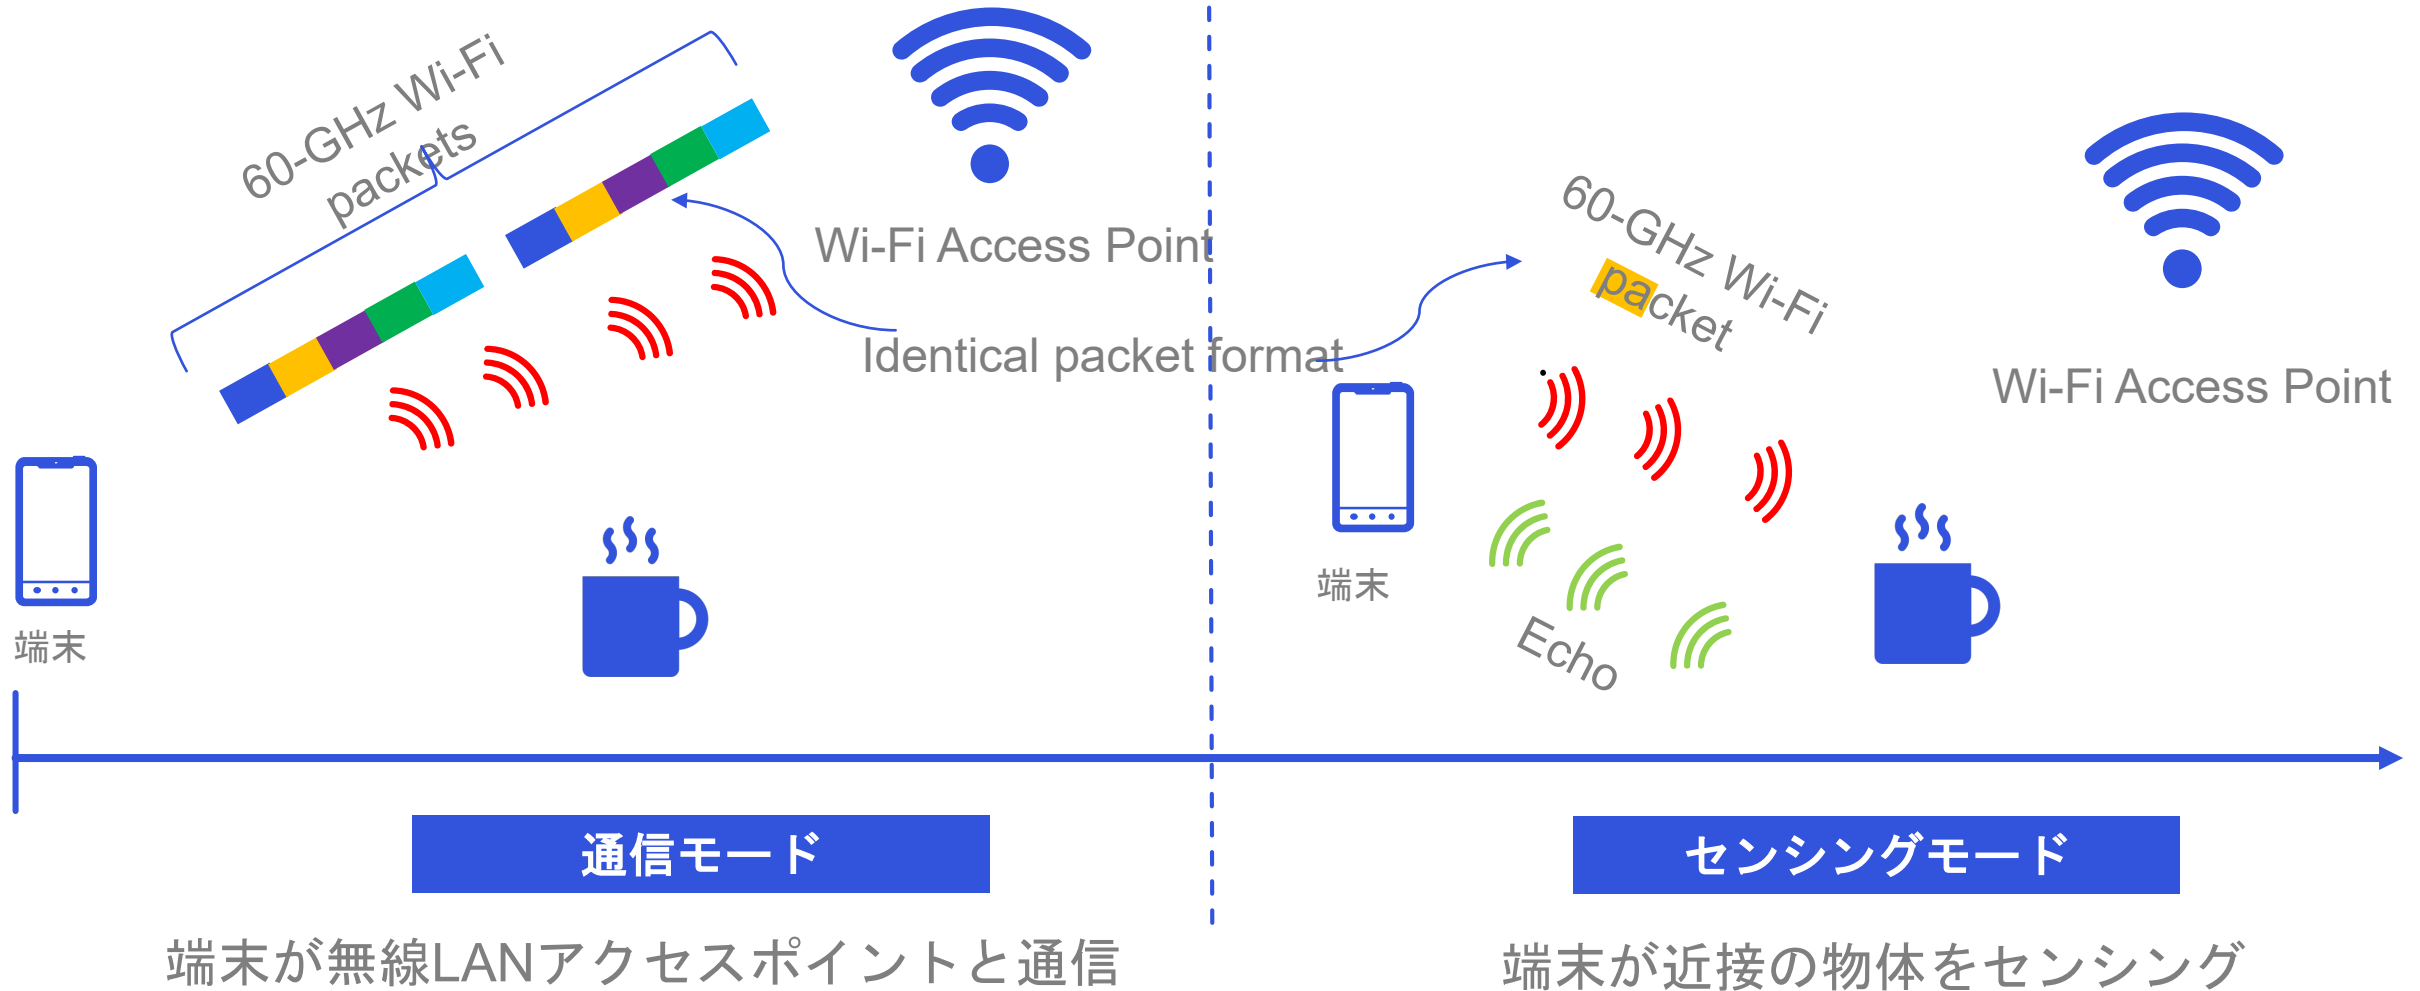 60-GHz Wi-Fi
packets
Wi-Fi Access Point
Identical packet format
端末
通信モード
端末が無線LANアクセスポイントと通信
60-GHz Wi-Fi
packet
Wi-Fi Access Point
端末
Echo
センシングモード
端末が近接の物体をセンシング